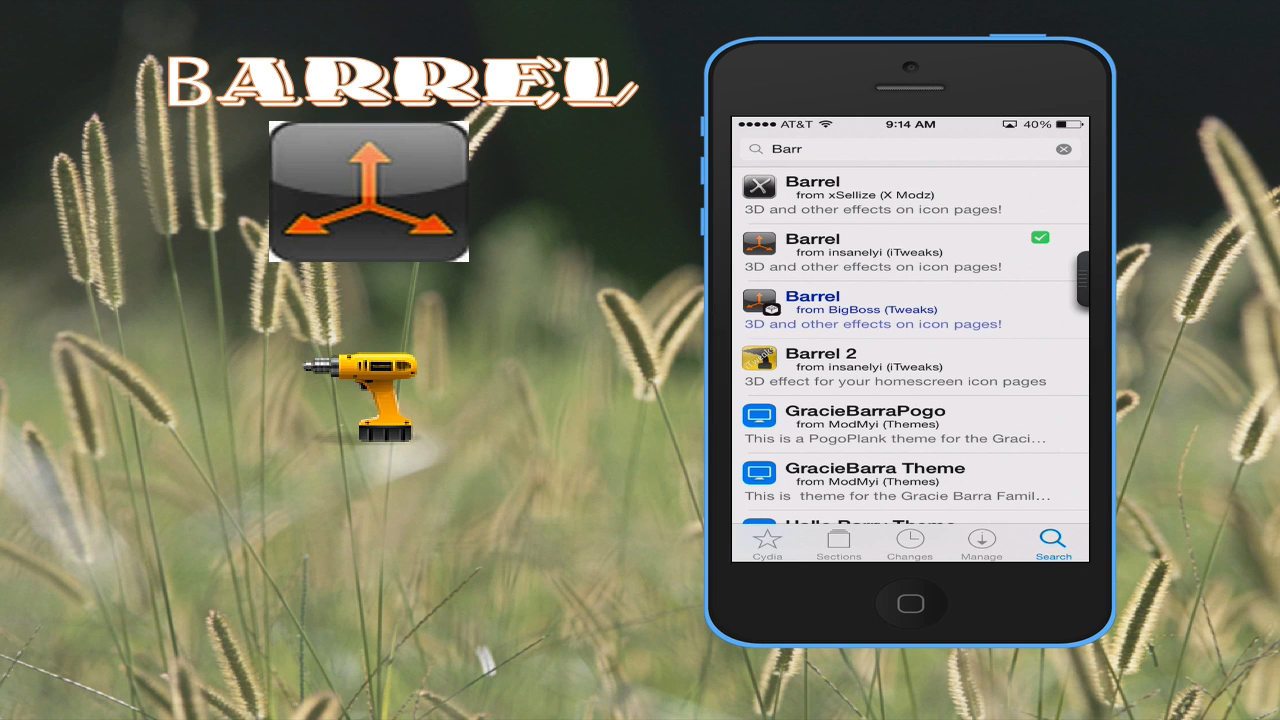 BARREL
AT&T 9:14 AM 40%
Barr
Barrel
from xSellize (X Modz)
3D and other effects on icon pages!
Barrel
from insanelyi (iTweaks)
3D and other effects on icon pages!
Barrel
from BigBoss (Tweaks)
3D and other effects on icon pages!
Barrel 2
from insanelyi (iTweaks)
3D effect for your homescreen icon pages
GracieBarraPogo
from ModMyi (Themes)
This is a PogoPlank theme for the Graci...
GracieBarra Theme
from ModMyi (Themes)
This is  theme for the Gracie Barra Famil...
Cydia Sections Changes Manage Search